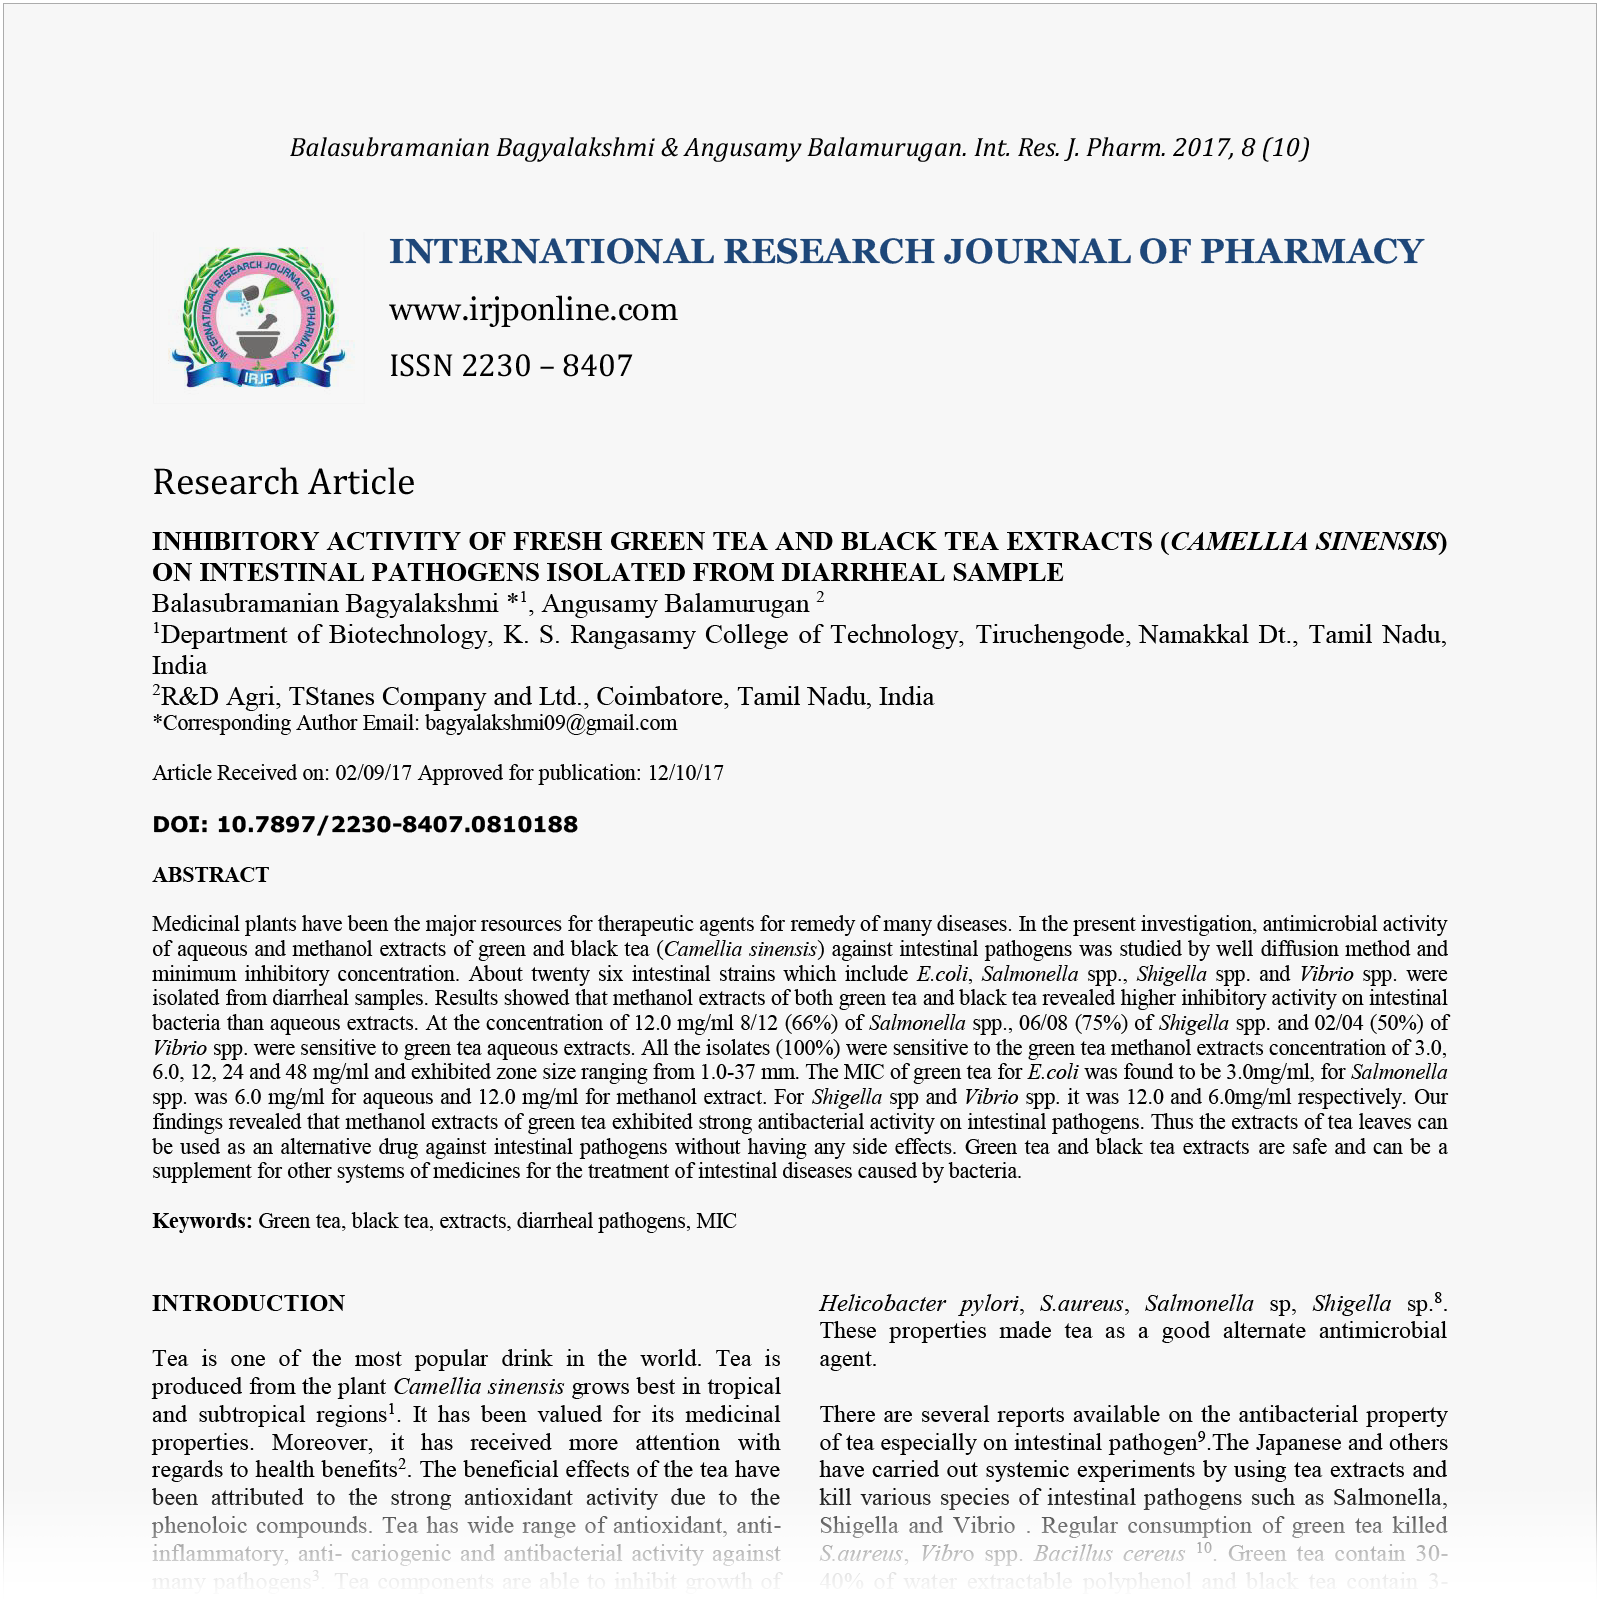 Balasubramanian Bagyalakshmi & Angusamy Balamurugan. Int. Res. J. Pharm. 2017, 8 (10)
INTERNATIONAL RESEARCH JOURNAL OF PHARMACY
IRJP
INTERNATIONAL RESEARCH JOURNAL OF PHARMACY
www.irjponline.com
ISSN 2230 – 8407
Research Article
INHIBITORY ACTIVITY OF FRESH GREEN TEA AND BLACK TEA EXTRACTS (CAMELLIA SINENSIS)
ON INTESTINAL PATHOGENS ISOLATED FROM DIARRHEAL SAMPLE
Balasubramanian Bagyalakshmi *1, Angusamy Balamurugan 2
1Department of Biotechnology, K. S. Rangasamy College of Technology, Tiruchengode, Namakkal Dt., Tamil Nadu,
India
2R&D Agri, TStanes Company and Ltd., Coimbatore, Tamil Nadu, India
*Corresponding Author Email: bagyalakshmi09@gmail.com
Article Received on: 02/09/17 Approved for publication: 12/10/17
DOI: 10.7897/2230-8407.0810188
ABSTRACT
Medicinal plants have been the major resources for therapeutic agents for remedy of many diseases. In the present investigation, antimicrobial activity
of aqueous and methanol extracts of green and black tea (Camellia sinensis) against intestinal pathogens was studied by well diffusion method and
minimum inhibitory concentration. About twenty six intestinal strains which include E.coli, Salmonella spp., Shigella spp. and Vibrio spp. were
isolated from diarrheal samples. Results showed that methanol extracts of both green tea and black tea revealed higher inhibitory activity on intestinal
bacteria than aqueous extracts. At the concentration of 12.0 mg/ml 8/12 (66%) of Salmonella spp., 06/08 (75%) of Shigella spp. and 02/04 (50%) of
Vibrio spp. were sensitive to green tea aqueous extracts. All the isolates (100%) were sensitive to the green tea methanol extracts concentration of 3.0,
6.0, 12, 24 and 48 mg/ml and exhibited zone size ranging from 1.0-37 mm. The MIC of green tea for E.coli was found to be 3.0mg/ml, for Salmonella
spp. was 6.0 mg/ml for aqueous and 12.0 mg/ml for methanol extract. For Shigella spp and Vibrio spp. it was 12.0 and 6.0mg/ml respectively. Our
findings revealed that methanol extracts of green tea exhibited strong antibacterial activity on intestinal pathogens. Thus the extracts of tea leaves can
be used as an alternative drug against intestinal pathogens without having any side effects. Green tea and black tea extracts are safe and can be a
supplement for other systems of medicines for the treatment of intestinal diseases caused by bacteria.
Keywords: Green tea, black tea, extracts, diarrheal pathogens, MIC
INTRODUCTION
Tea is one of the most popular drink in the world. Tea is
produced from the plant Camellia sinensis grows best in tropical
and subtropical regions1. It has been valued for its medicinal
properties. Moreover, it has received more attention with
regards to health benefits2. The beneficial effects of the tea have
been attributed to the strong antioxidant activity due to the
phenoloic compounds. Tea has wide range of antioxidant, anti-
inflammatory, anti- cariogenic and antibacterial activity against
many pathogens3. Tea components are able to inhibit growth of
Helicobacter pylori, S.aureus, Salmonella sp, Shigella sp.8.
These properties made tea as a good alternate antimicrobial
agent.
There are several reports available on the antibacterial property
of tea especially on intestinal pathogen9.The Japanese and others
have carried out systemic experiments by using tea extracts and
kill various species of intestinal pathogens such as Salmonella,
Shigella and Vibrio . Regular consumption of green tea killed
S.aureus, Vibro spp. Bacillus cereus 10. Green tea contain 30-
40% of water extractable polyphenol and black tea contain 3-